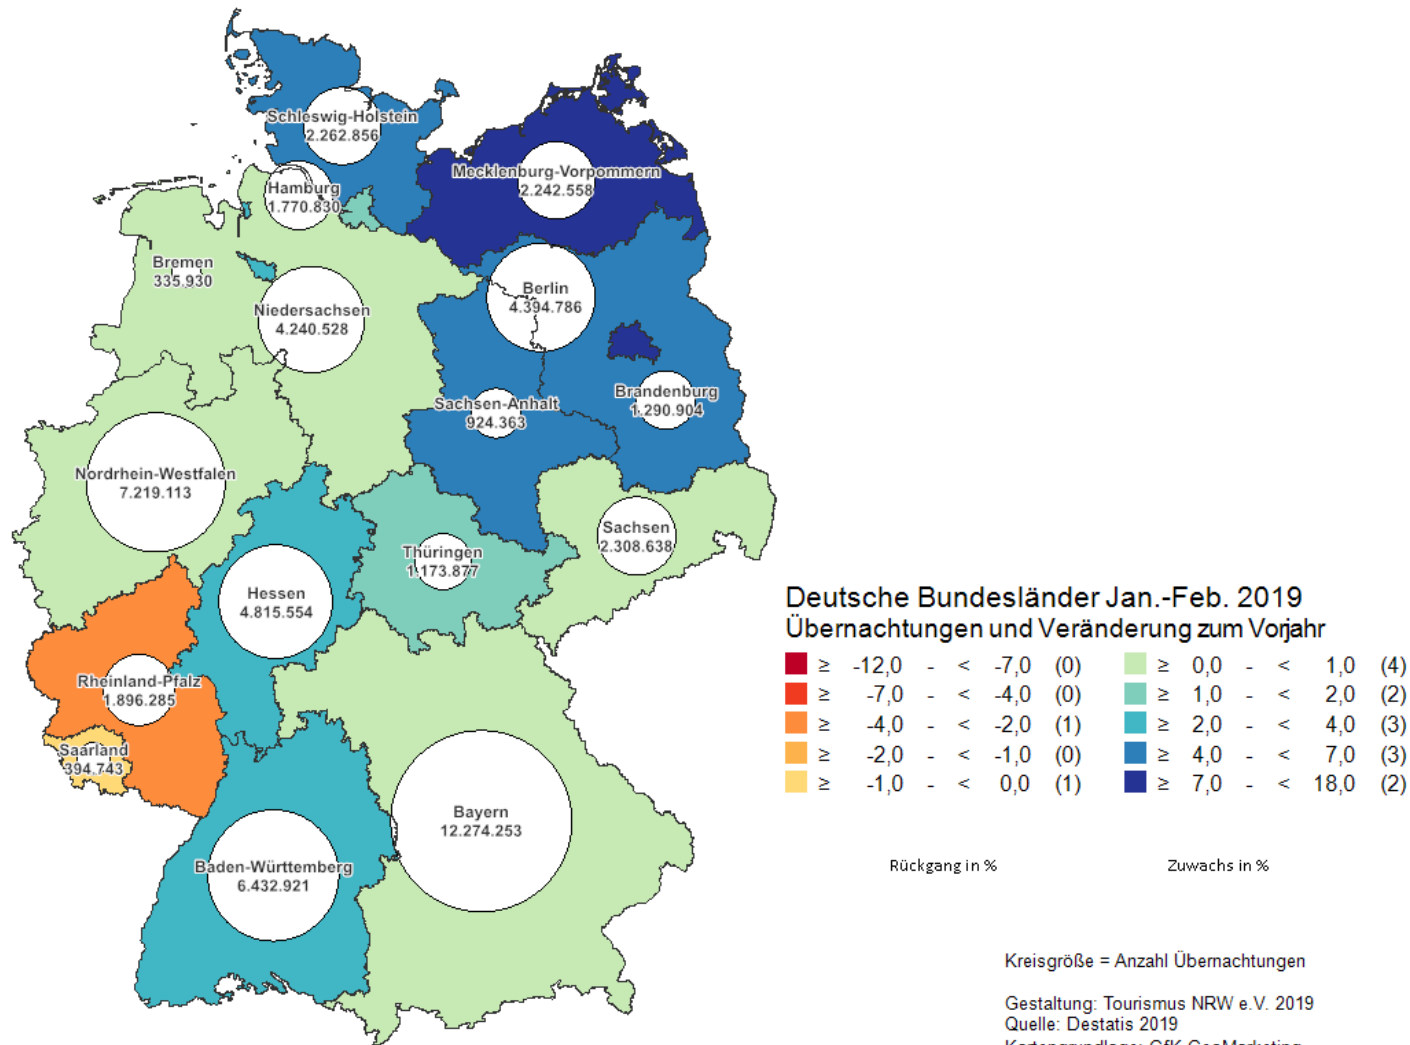 Schleswig-Holstein
2.262.856
Mecklenburg-Vorpommern
2.242.558
Hamburg
1.770.830
Bremen
335.930
Niedersachsen
4.240.528
Berlin
4.394.786
Brandenburg
1.290.904
Sachsen-Anhalt
924.363
Nordrhein-Westfalen
7.219.113
Sachsen
2.308.638
Thüringen
1.173.877
Hessen
4.815.554
Rheinland-Pfalz
1.896.285
Saarland
394.743
Bayern
12.274.253
Baden-Württemberg
6.432.921
Deutsche Bundesländer Jan.-Feb. 2019
Übernachtungen und Veränderung zum Vorjahr
≥ -12,0 - < -7,0 (0)
≥ -7,0 - < -4,0 (0)
≥ -4,0 - < -2,0 (1)
≥ -2,0 - < -1,0 (0)
≥ -1,0 - < 0,0 (1)
≥ 0,0 - < 1,0 (4)
≥ 1,0 - < 2,0 (2)
≥ 2,0 - < 4,0 (3)
≥ 4,0 - < 7,0 (3)
≥ 7,0 - < 18,0 (2)
Rückgang in %
Zuwachs in %
Kreisgröße = Anzahl Übernachtungen
Gestaltung: Tourismus NRW e.V. 2019
Quelle: Destatis 2019
Kartengrundlage: GfK GeoMarketing